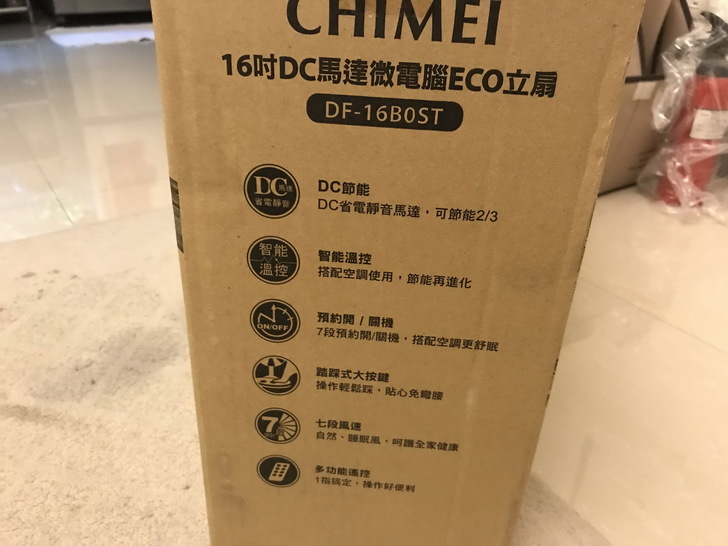 CHIMEI
16吋DC馬達微電腦ECO立扇
DF-16B0ST
DC馬達
省電靜音
DC節能
DC省電靜音馬達，可節能2/3
智能
溫控
智能溫控
搭配空調使用，節能再進化
ON/OFF
預約開 / 關機
7段預約開/關機，搭配空調更舒眠
踏踩式大按鍵
操作輕鬆踩，貼心免彎腰
7
七段風速
自然、睡眠風，呵護全家健康
多功能遙控
1指搞定，操作好便利